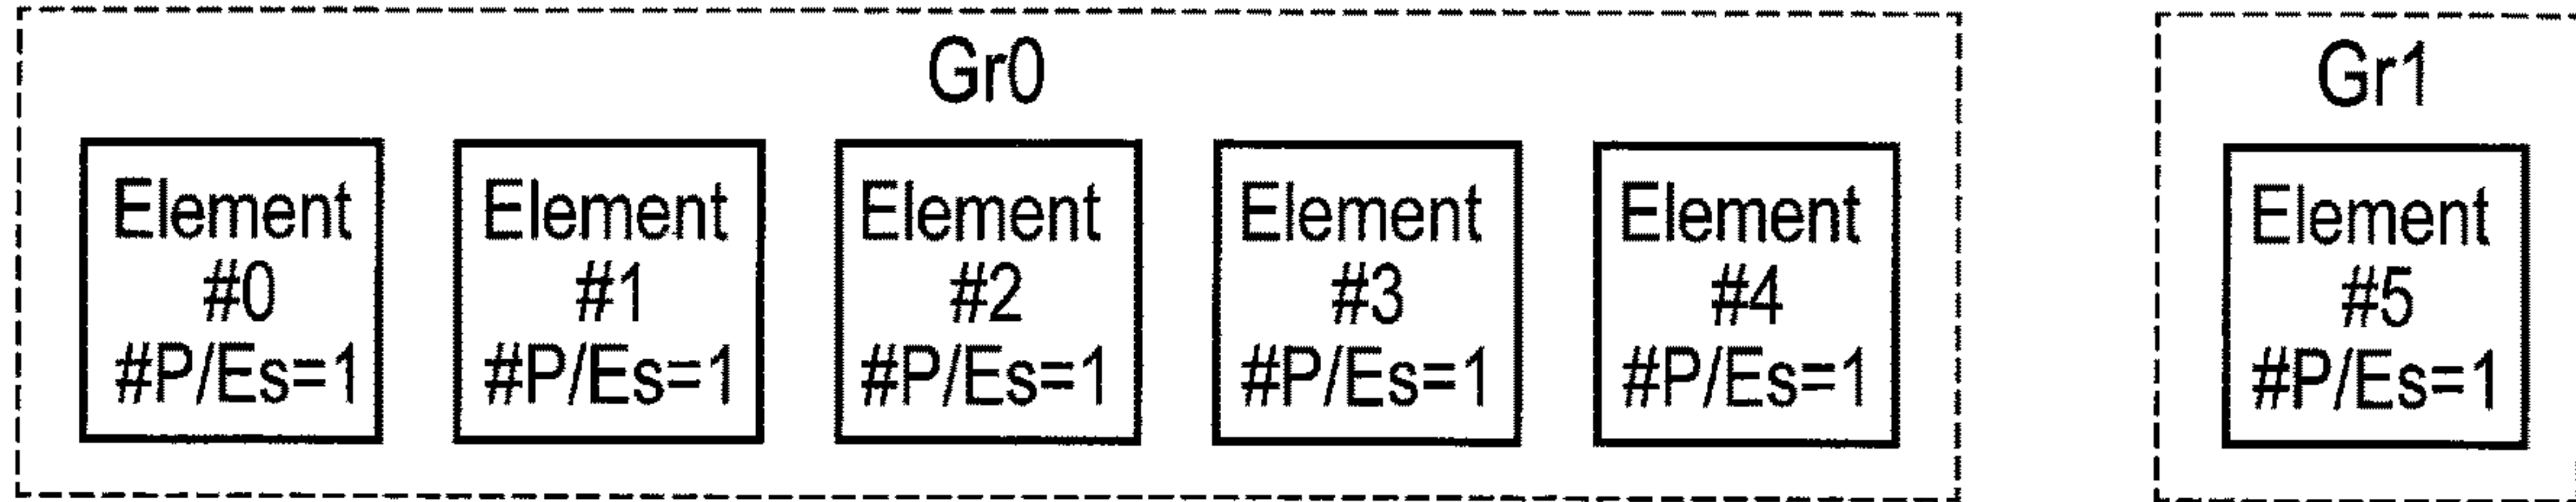 Gr0
Gr1
Element
#0
#P/Es=1
Element
#1
#P/Es=1
Element
#2
#P/Es=1
Element
#3
#P/Es=1
Element
#4
#P/Es=1
Element
#5
#P/Es=1